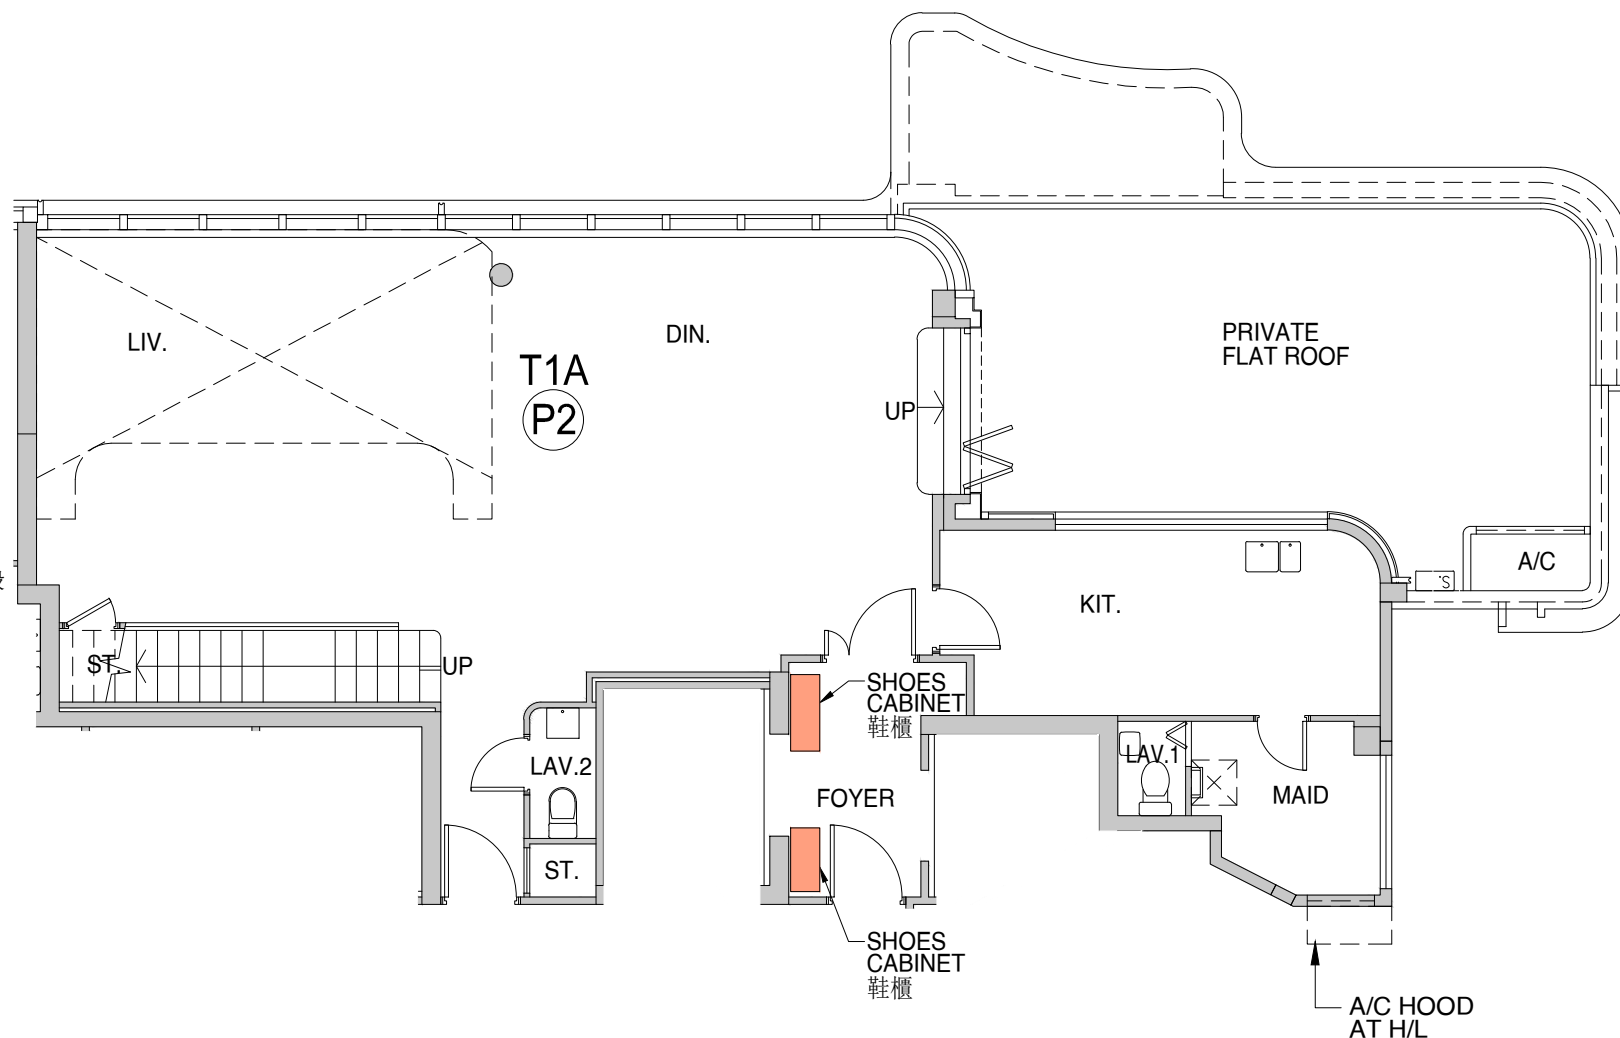 LIV.
DIN.
T1A
P2
UP
PRIVATE
FLAT ROOF
A/C
S.
KIT.
ST.
UP
SHOES
CABINET
鞋櫃
LAV.2
LAV.1
FOYER
MAID
ST.
SHOES
CABINET
鞋櫃
A/C HOOD
AT H/L